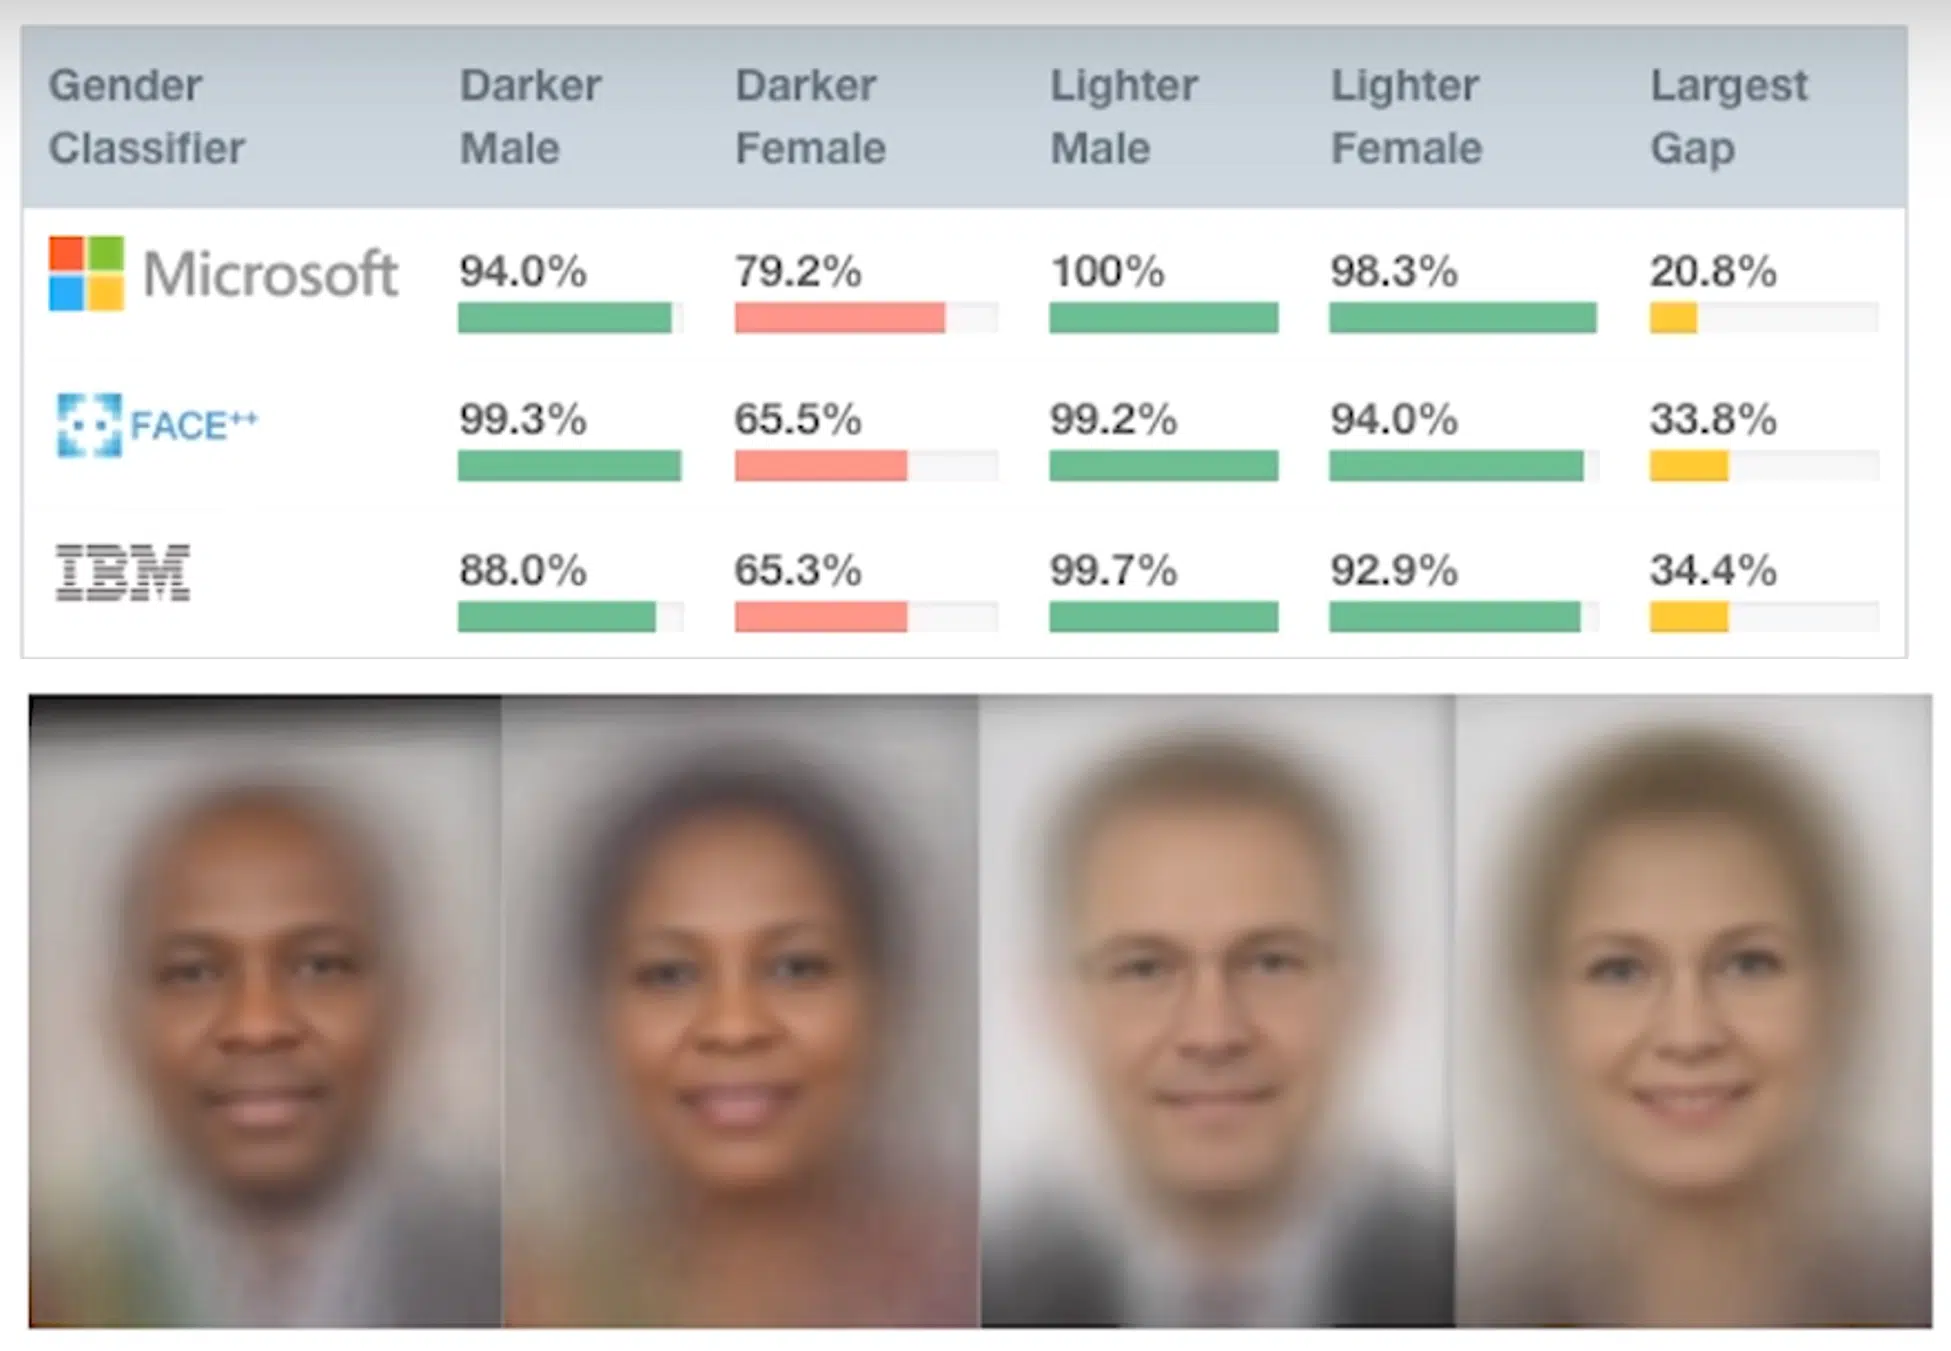 Gender Classifier
Darker Male
Darker Female
Lighter Male
Lighter Female
Largest Gap
Microsoft 94.0% 79.2% 100% 98.3% 20.8%
FACE++ 99.3% 65.5% 99.2% 94.0% 33.8%
IBM 88.0% 65.3% 99.7% 92.9% 34.4%